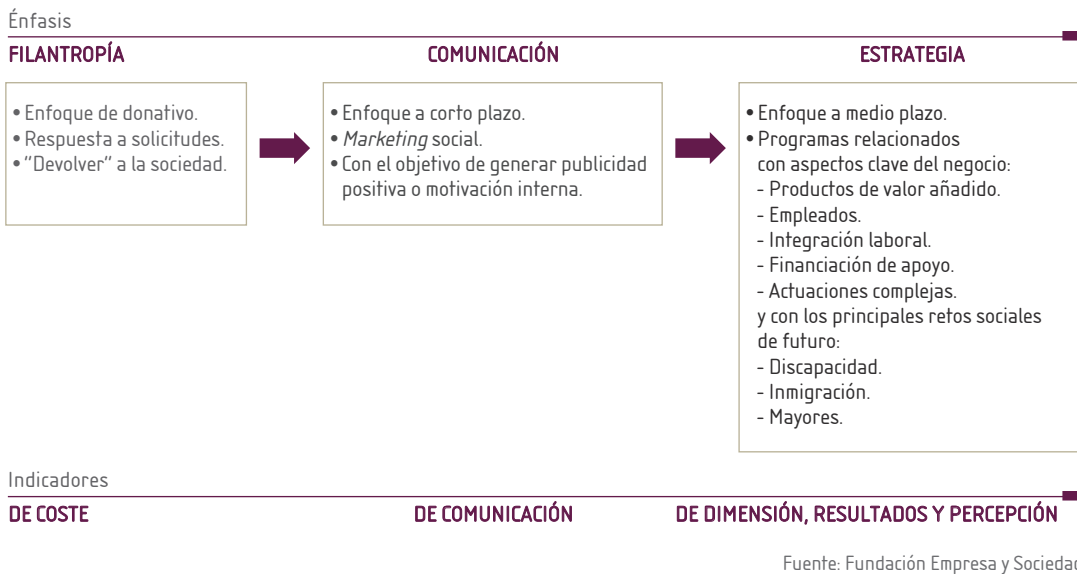 Énfasis
FILANTROPÍA
COMUNICACIÓN
ESTRATEGIA
• Enfoque de donativo.
• Respuesta a solicitudes.
• "Devolver" a la sociedad.
• Enfoque a corto plazo.
• Marketing social.
• Con el objetivo de generar publicidad
positiva o motivación interna.
• Enfoque a medio plazo.
• Programas relacionados
con aspectos clave del negocio:
- Productos de valor añadido.
- Empleados.
- Integración laboral.
- Financiación de apoyo.
- Actuaciones complejas.
y con los principales retos sociales
de futuro:
- Discapacidad.
- Inmigración.
- Mayores.
Indicadores
DE COSTE
DE COMUNICACIÓN
DE DIMENSIÓN, RESULTADOS Y PERCEPCIÓN
Fuente: Fundación Empresa y Sociedad